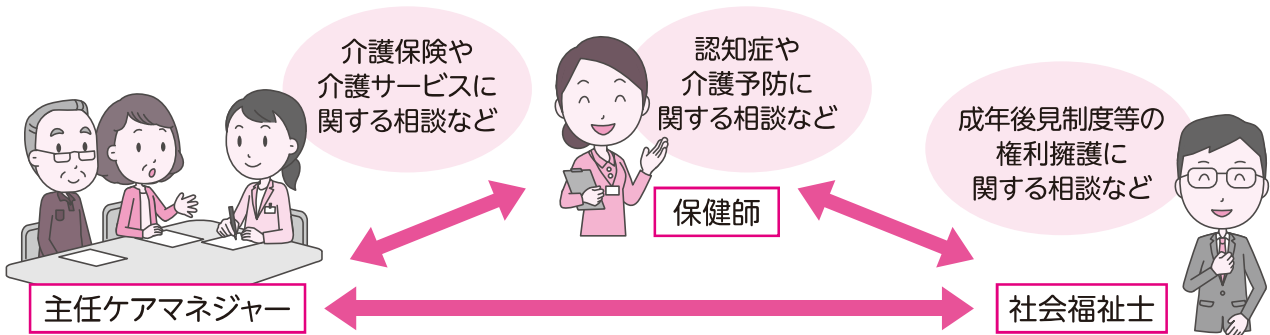 介護保険や
介護サービスに
関する相談など
主任ケアマネジャー
認知症や
介護予防に
関する相談など
保健師
成年後見制度等の
権利擁護に
関する相談など
社会福祉士